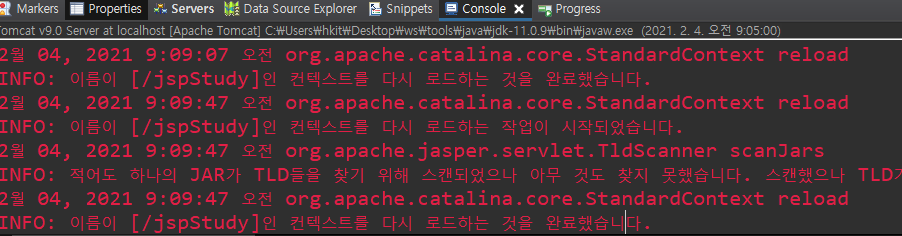 Markers Properties Servers Data Source Explorer Snippets Console Progress
Tomcat v9.0 Server at localhost [Apache Tomcat] C:₩Users₩hkit₩Desktop₩ws₩tools₩java₩jdk-11.0.9₩bin₩javaw.exe (2021. 2. 4. 오전 9:05:00)
2월 04, 2021 9:09:07 오전 org.apache.catalina.core.StandardContext reload
INFO: 이름이 [/jspStudy]인 컨텍스트를 다시 로드하는 것을 완료했습니다.
2월 04, 2021 9:09:47 오전 org.apache.catalina.core.StandardContext reload
INFO: 이름이 [/jspStudy]인 컨텍스트를 다시 로드하는 작업이 시작되었습니다.
2월 04, 2021 9:09:47 오전 org.apache.jasper.servlet.TldScanner scanJars
INFO: 적어도 하나의 JAR가 TLD들을 찾기 위해 스캔되었으나 아무 것도 찾지 못했습니다. 스캔했으나 TLD가
2월 04, 2021 9:09:47 오전 org.apache.catalina.core.StandardContext reload
INFO: 이름이 [/jspStudy]인 컨텍스트를 다시 로드하는 것을 완료했습니다.